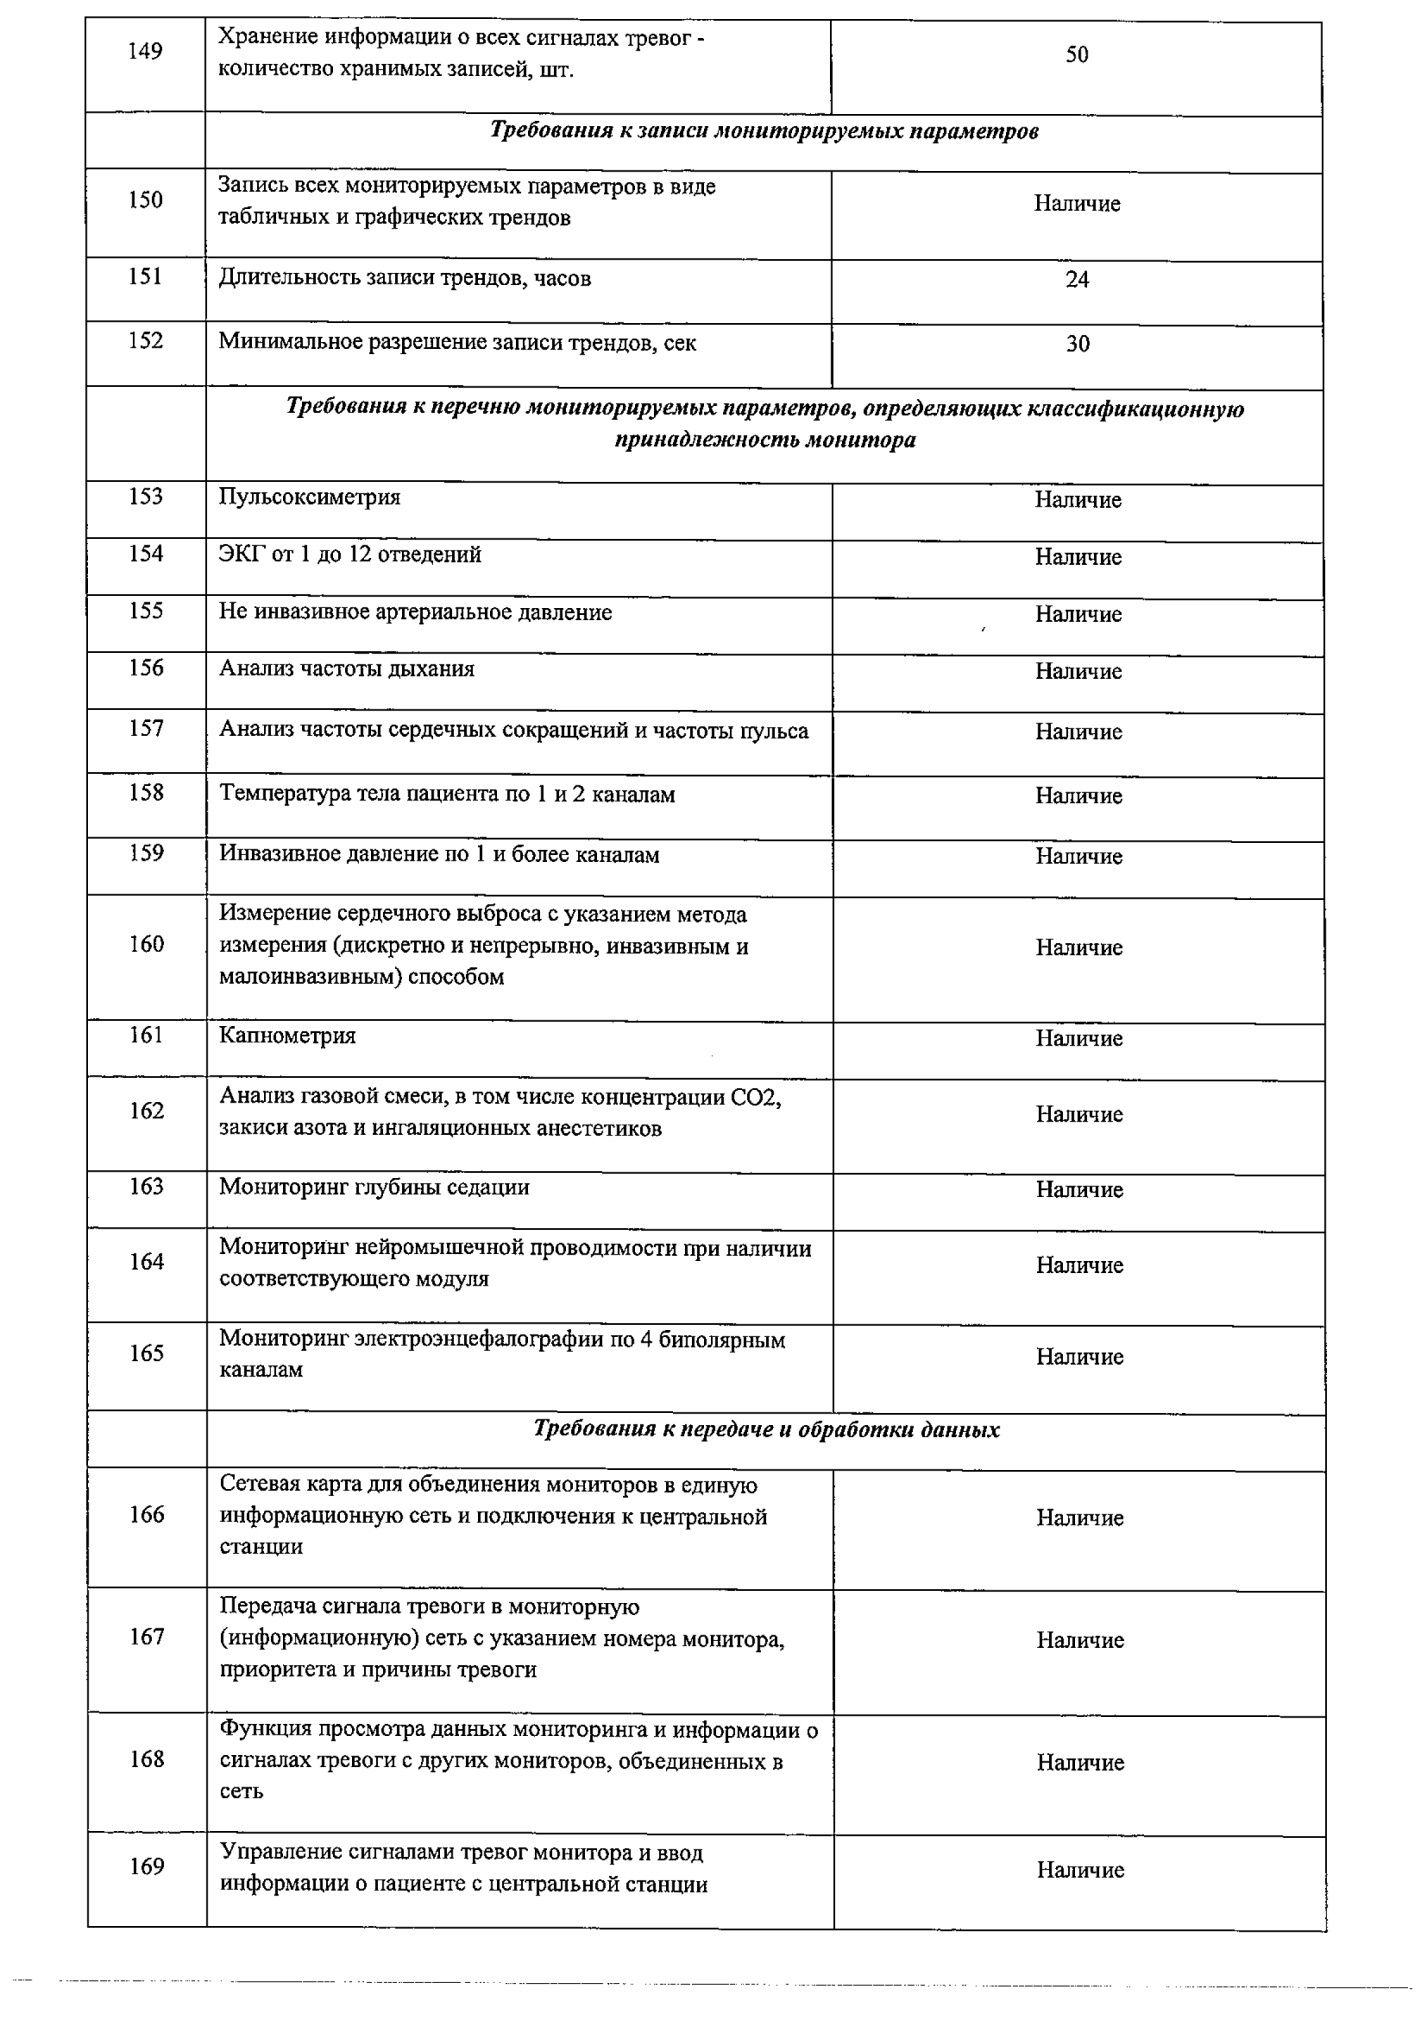 149
Хранение информации о всех сигналах тревог -
количество хранимых записей, шт.
50
Требования к записи мониторируемых параметров
150
Запись всех мониторируемых параметров в виде
табличных и графических трендов
Наличие
151
Длительность записи трендов, часов
24
152
Минимальное разрешение записи трендов, сек
30
Требования к перечню мониторируемых параметров, определяющих классификационную
принадлежность монитора
153
Пульсоксиметрия
Наличие
154
ЭКГ от 1 до 12 отведений
Наличие
155
Не инвазивное артериальное давление
Наличие
156
Анализ частоты дыхания
Наличие
157
Анализ частоты сердечных сокращений и частоты пульса
Наличие
158
Температура тела пациента по 1 и 2 каналам
Наличие
159
Инвазивное давление по 1 и более каналам
Наличие
160
Измерение сердечного выброса с указанием метода
измерения (дискретно и непрерывно, инвазивным и
малоинвазивным) способом
Наличие
161
Капнометрия
Наличие
162
Анализ газовой смеси, в том числе концентрации СО2,
закиси азота и ингаляционных анестетиков
Наличие
163
Мониторинг глубины седации
Наличие
164
Мониторинг нейромышечной проводимости при наличии
соответствующего модуля
Наличие
165
Мониторинг электроэнцефалографии по 4 биполярным
каналам
Наличие
Требования к передаче и обработки данных
166
Сетевая карта для объединения мониторов в единую
информационную сеть и подключения к центральной
станции
Наличие
167
Передача сигнала тревоги в мониторную
(информационную) сеть с указанием номера монитора,
приоритета и причины тревоги
Наличие
168
Функция просмотра данных мониторинга и информации о
сигналах тревоги с других мониторов, объединенных в
сеть
Наличие
169
Управление сигналами тревог монитора и ввод
информации о пациенте с центральной станции
Наличие